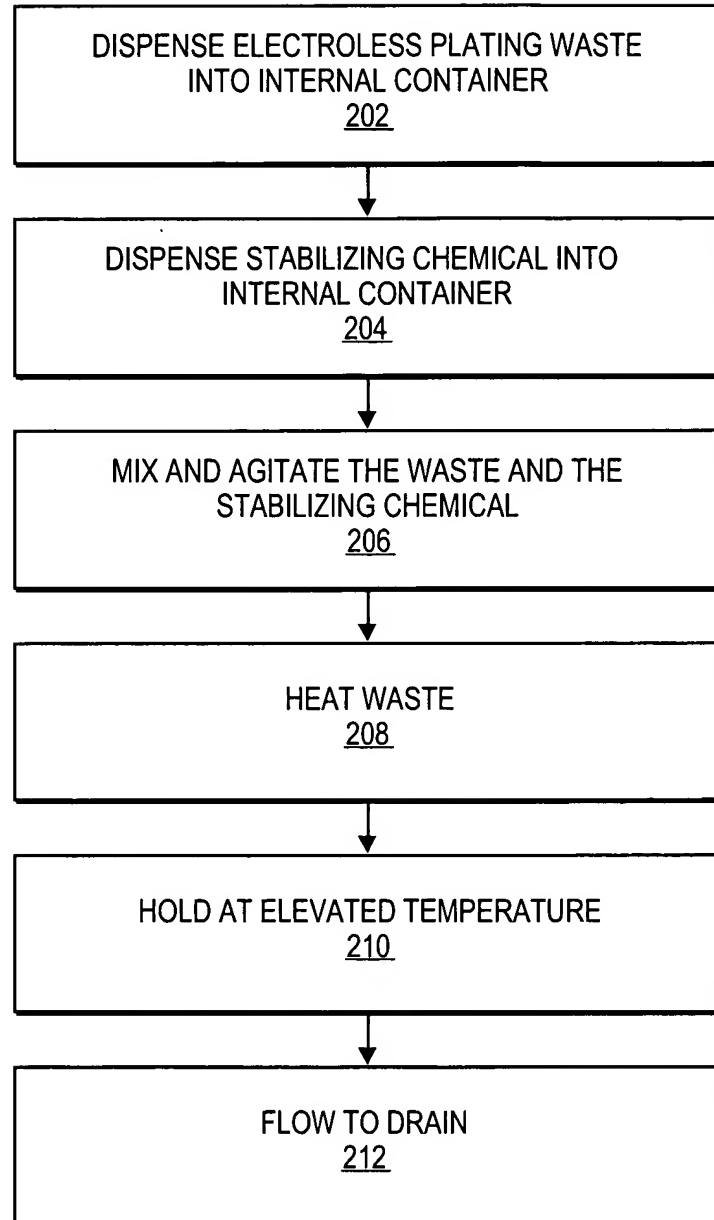 DISPENSE ELECTROLESS PLATING WASTE
INTO INTERNAL CONTAINER
202
DISPENSE STABILIZING CHEMICAL INTO
INTERNAL CONTAINER
204
MIX AND AGITATE THE WASTE AND THE
STABILIZING CHEMICAL
206
HEAT WASTE
208
HOLD AT ELEVATED TEMPERATURE
210
FLOW TO DRAIN
212